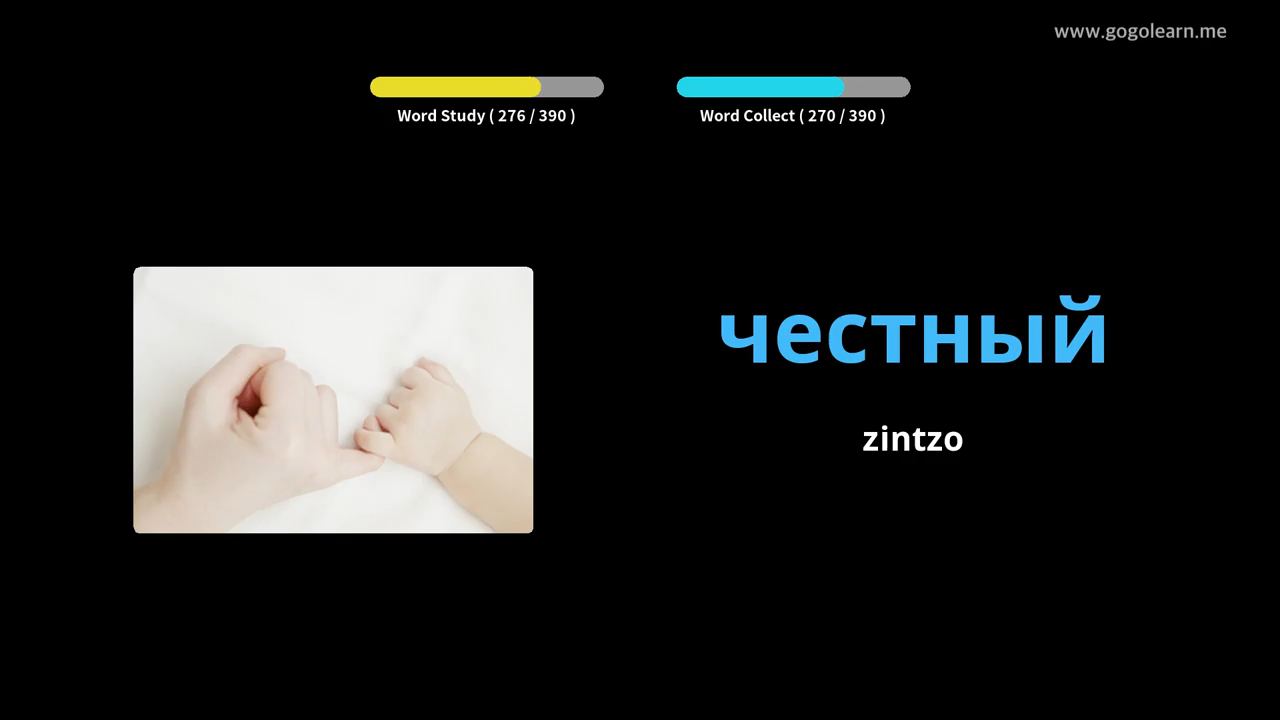 www.gogolearn.me
Word Study ( 276 / 390 )
Word Collect ( 270 / 390 )
честный
zintzo